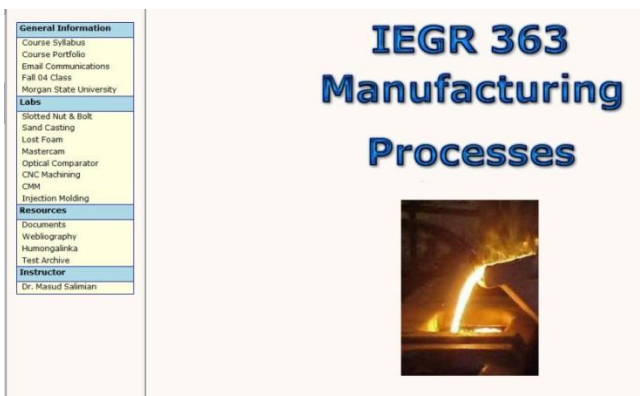 General Information
Course Syllabus
Course Portfolio
Email Communications
Fall 04 Class
Morgan State University
Labs
Slotted Nut & Bolt
Sand Casting
Lost Foam
Mastercam
Optical Comparator
CNC Machining
CMM
Injection Molding
Resources
Documents
Webliography
Humongalinka
Test Archive
Instructor
Dr. Masud Salimian
IEGR 363
Manufacturing
Processes